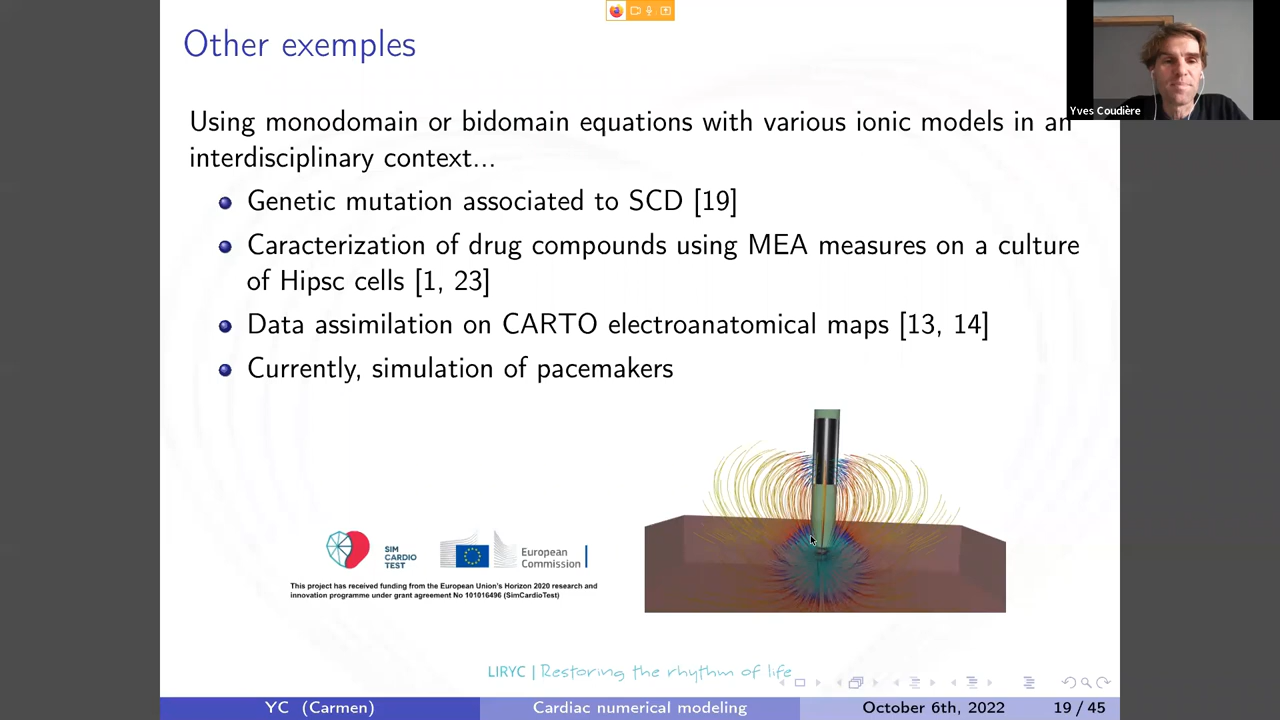 Other exemples
Yves Coudière
Using monodomain or bidomain equations with various ionic models in an
interdisciplinary context...
Genetic mutation associated to SCD [19]
Caracterization of drug compounds using MEA measures on a culture
of Hipsc cells [1, 23]
Data assimilation on CARTO electroanatomical maps [13, 14]
Currently, simulation of pacemakers
SIM
CARDIO
TEST
European
Commission
This project has received funding from the European Union's Horizon 2020 research and
innovation programme under grant agreement No 101016496 (SimCardioTest)
LIRYC | Restoring the rhythm of life
YC (Carmen)
Cardiac numerical modeling
October 6th, 2022
19 / 45